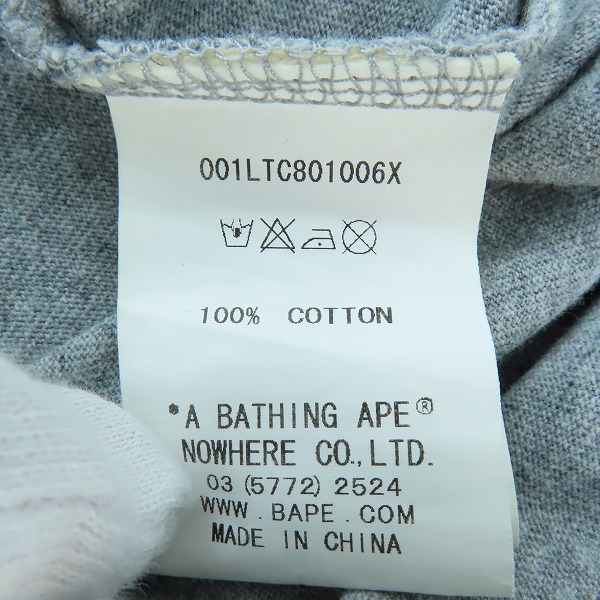 001LTC801006X
100% COTTON
*A BATHING APE®
NOWHERE CO., LTD.
03 (5772) 2524
WWW.BAPE.COM
MADE IN CHINA